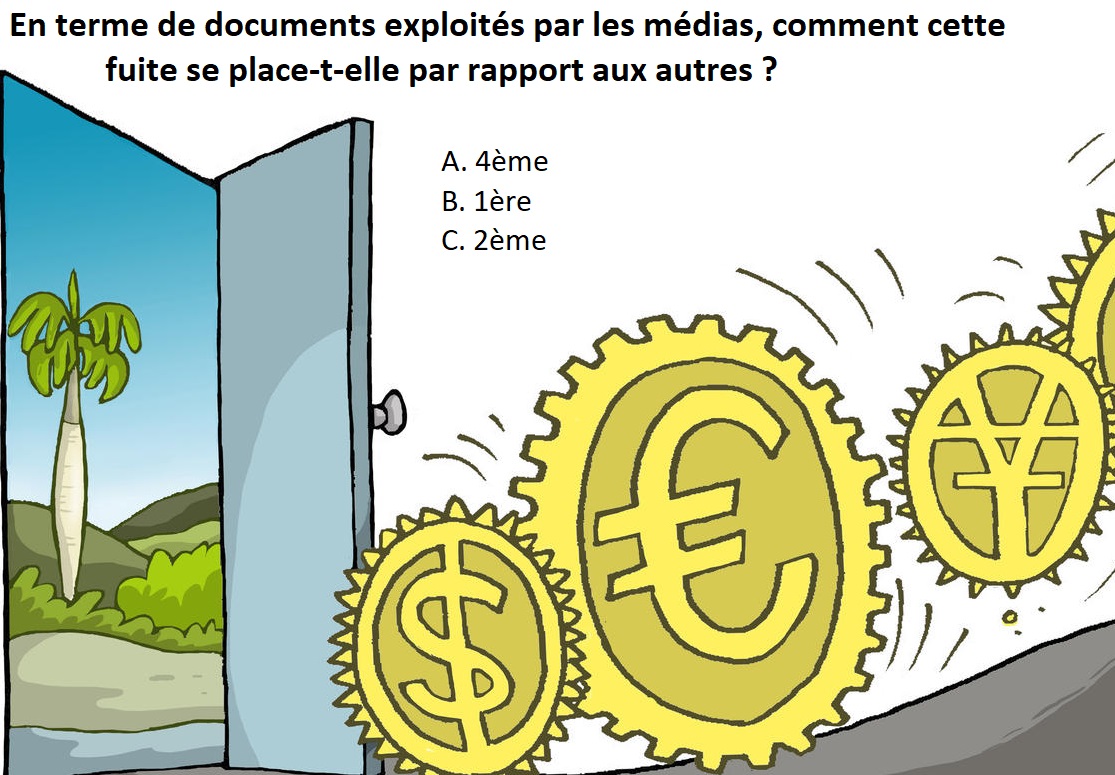 En terme de documents exploités par les médias, comment cette
fuite se place-t-elle par rapport aux autres ?
A. 4ème
B. 1ère
C. 2ème
$
€
¥